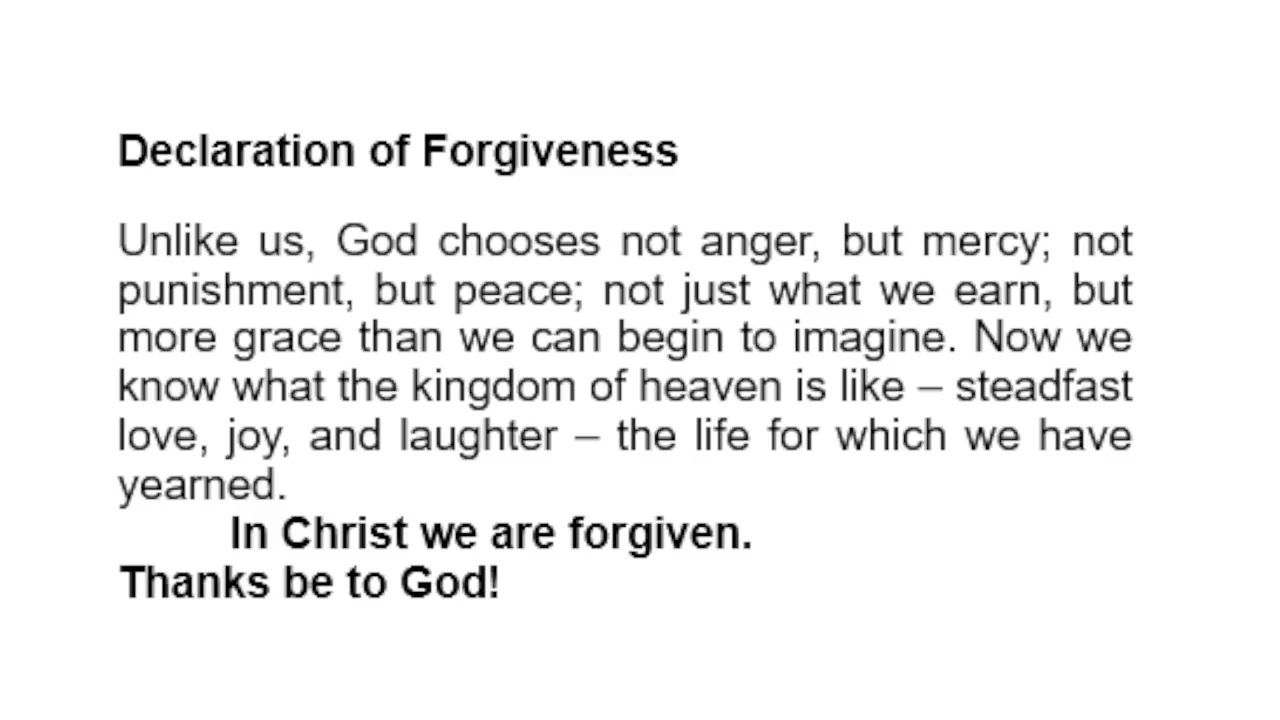 Declaration of Forgiveness
Unlike us, God chooses not anger, but mercy; not
punishment, but peace; not just what we earn, but
more grace than we can begin to imagine. Now we
know what the kingdom of heaven is like – steadfast
love, joy, and laughter – the life for which we have
yearned.
In Christ we are forgiven.
Thanks be to God!